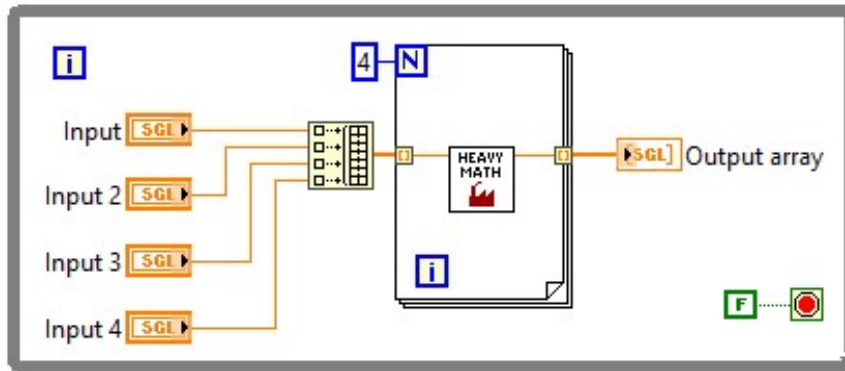 i
4 N
Input SGL
HEAVY
MATH
SGL Output array
Input 2 SGL
Input 3 SGL
i
Input 4 SGL
F